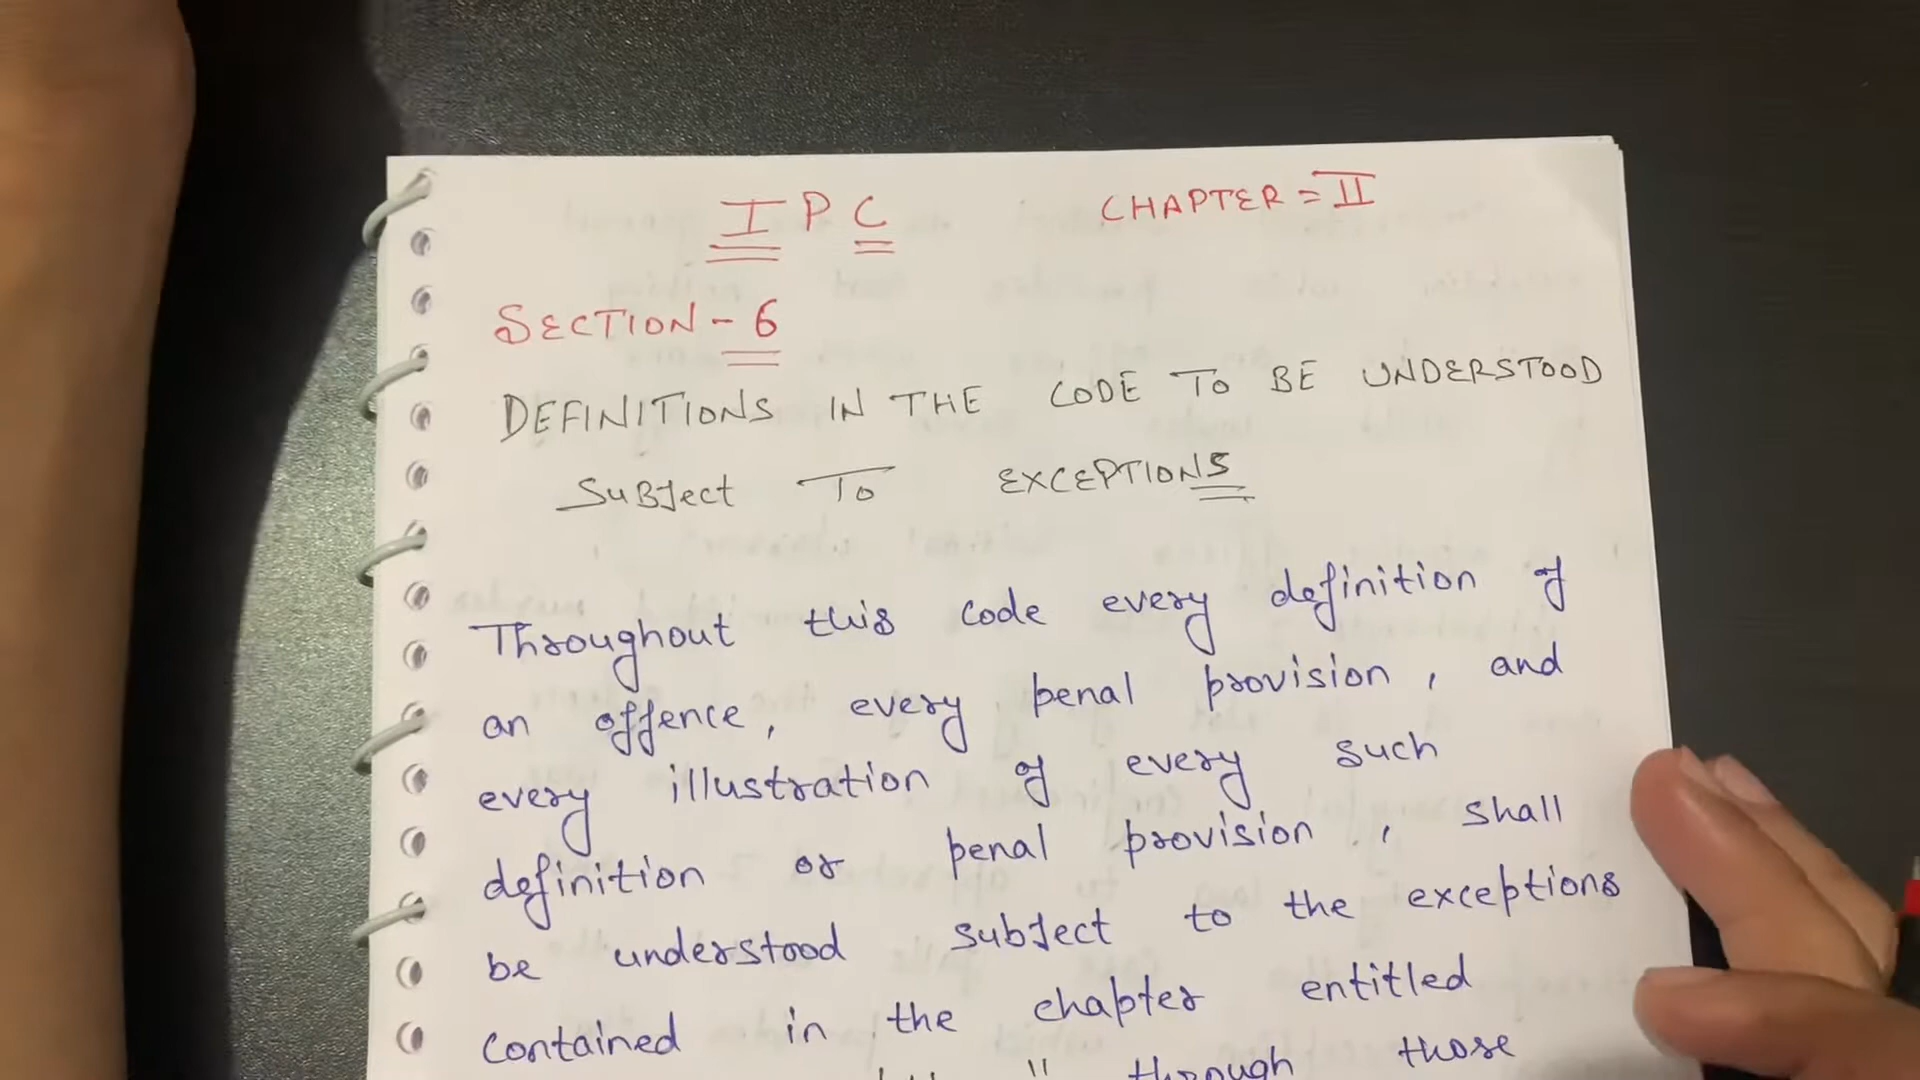 IPC CHAPTER = II
SECTION - 6
DEFINITIONS IN THE CODE TO BE UNDERSTOOD
SUBJECT TO EXCEPTIONS
Throughout this code every definition of
an offence, every penal provision, and
every illustration of every such
definition or penal provision, shall
be understood subject to the exceptions
contained in the chapter entitled
" through those